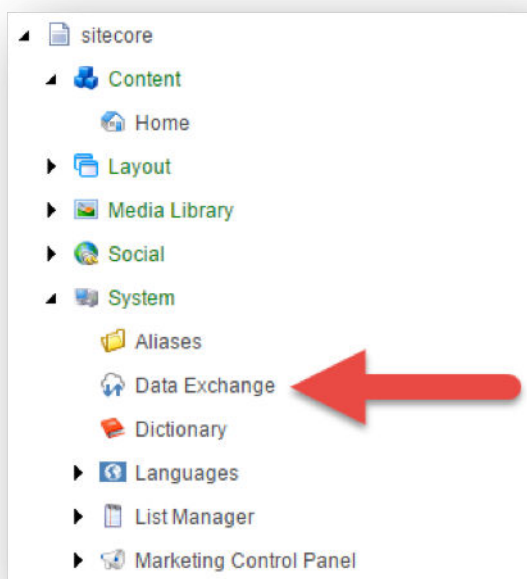 sitecore
Content
Home
Layout
Media Library
Social
System
Aliases
Data Exchange
Dictionary
Languages
List Manager
Marketing Control Panel